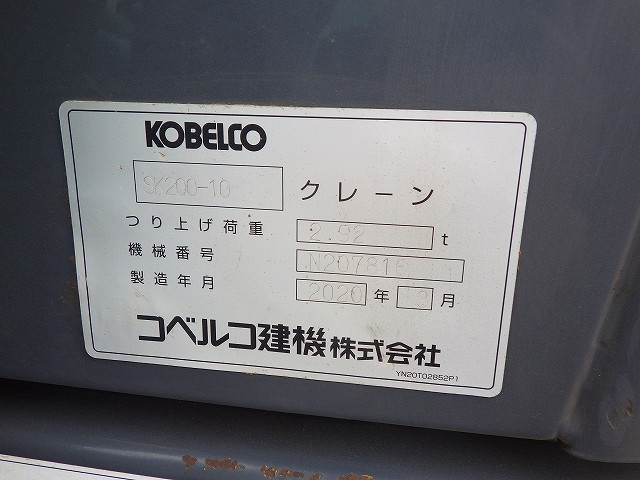 KOBELCO
SK200-10 クレーン
つり上げ荷重 2.92 t
機械番号
製造年月 2020 年 月
コベルコ建機株式会社
YN20T02852P1